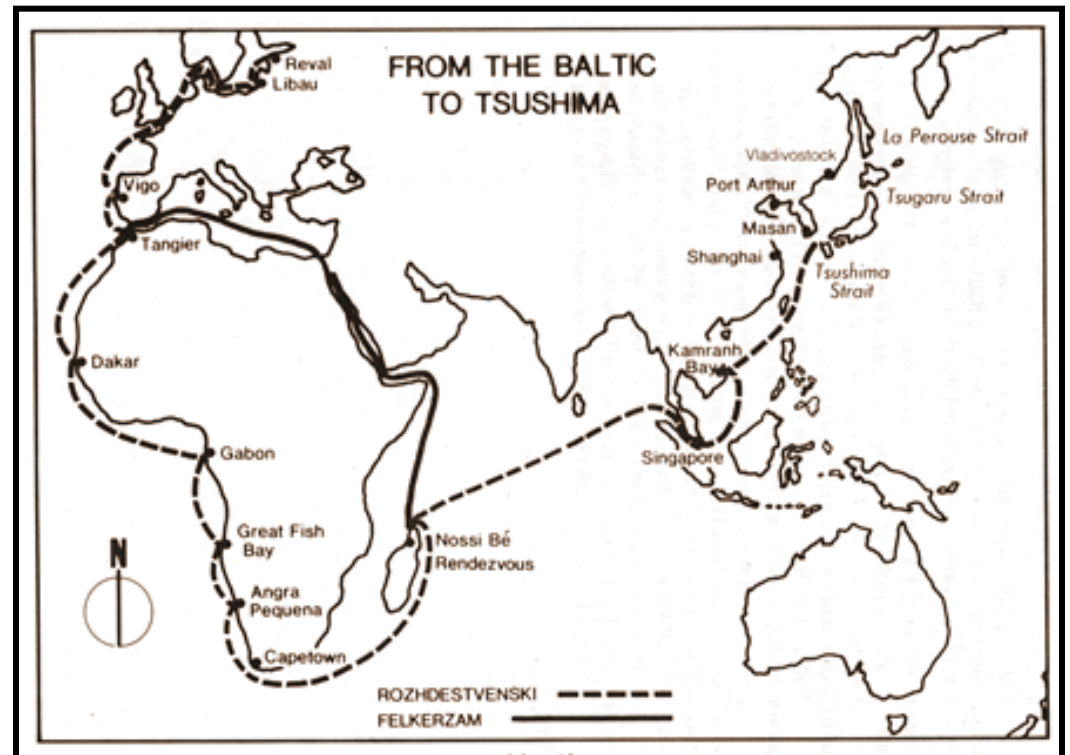 FROM THE BALTIC
TO TSUSHIMA
Reval
Libau
Vigo
Tangier
Dakar
Gabon
Great Fish
Bay
Angra
Pequena
Capetown
Nossi Bé
Rendezvous
La Perouse Strait
Vladivostock
Port Arthur
Tsugaru Strait
Masan
Shanghai
Tsushima
Strait
Kamranh
Bay
Singapore
N
ROZHDESTVENSKI
FELKERZAM